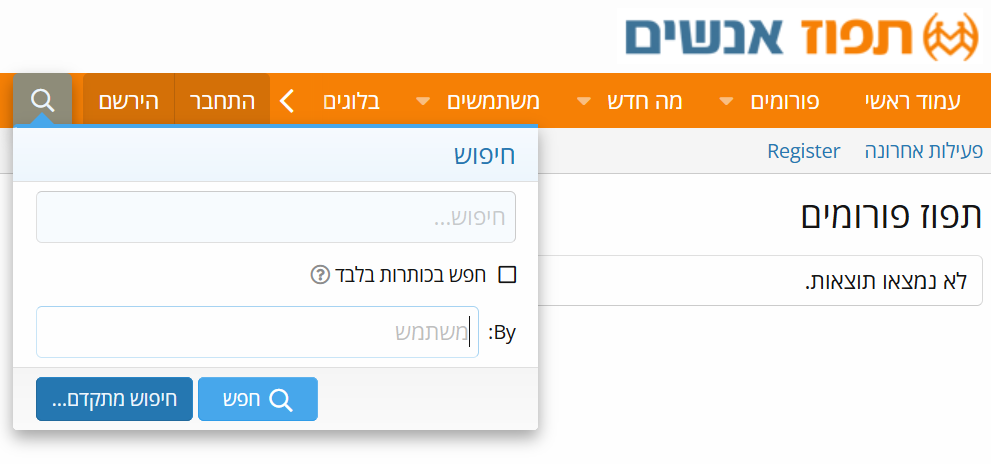 תפוז אנשים
עמוד ראשי פורומים מה חדש משתמשים בלוגים התחבר הירשם
פעילות אחרונה Register
תפוז פורומים
לא נמצאו תוצאות.
חיפוש
חיפוש...
חפש בכותרות בלבד ?
By: משתמש
חפש חיפוש מתקדם...